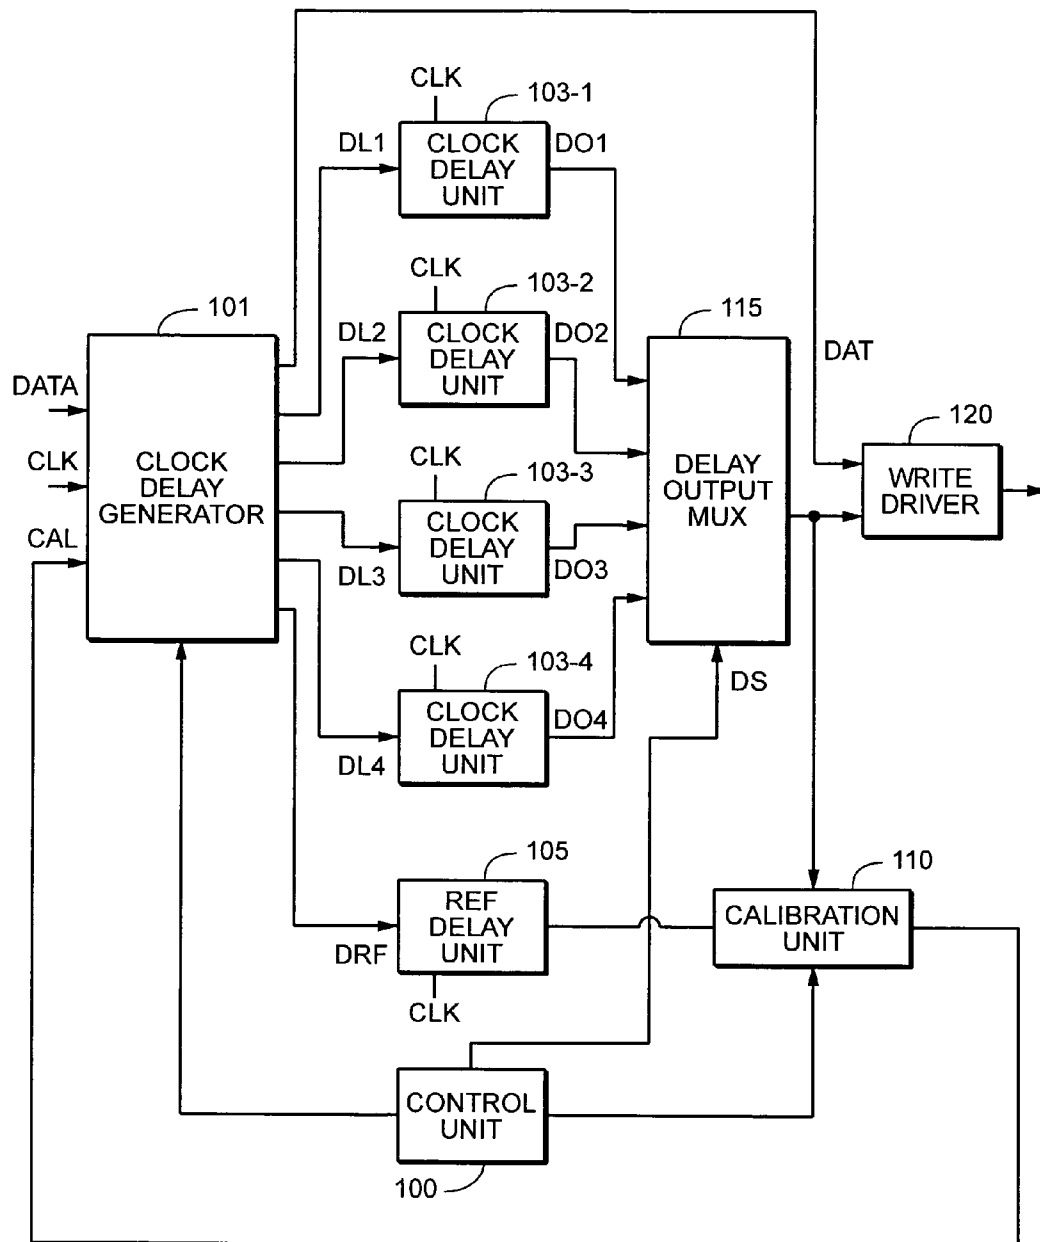 CLK
103-1
DL1
CLOCK
DELAY
UNIT
DO1
CLK
103-2
101
115
DL2
CLOCK
DELAY
UNIT
DO2
DAT
DATA
CLK
CAL
CLOCK
DELAY
GENERATOR
CLK
103-3
DELAY
OUTPUT
MUX
120
WRITE
DRIVER
CLOCK
DELAY
UNIT
DL3
DO3
CLK
103-4
DS
CLOCK
DELAY
UNIT
DL4
DO4
105
110
REF
DELAY
UNIT
DRF
CLK
CALIBRATION
UNIT
CONTROL
UNIT
100